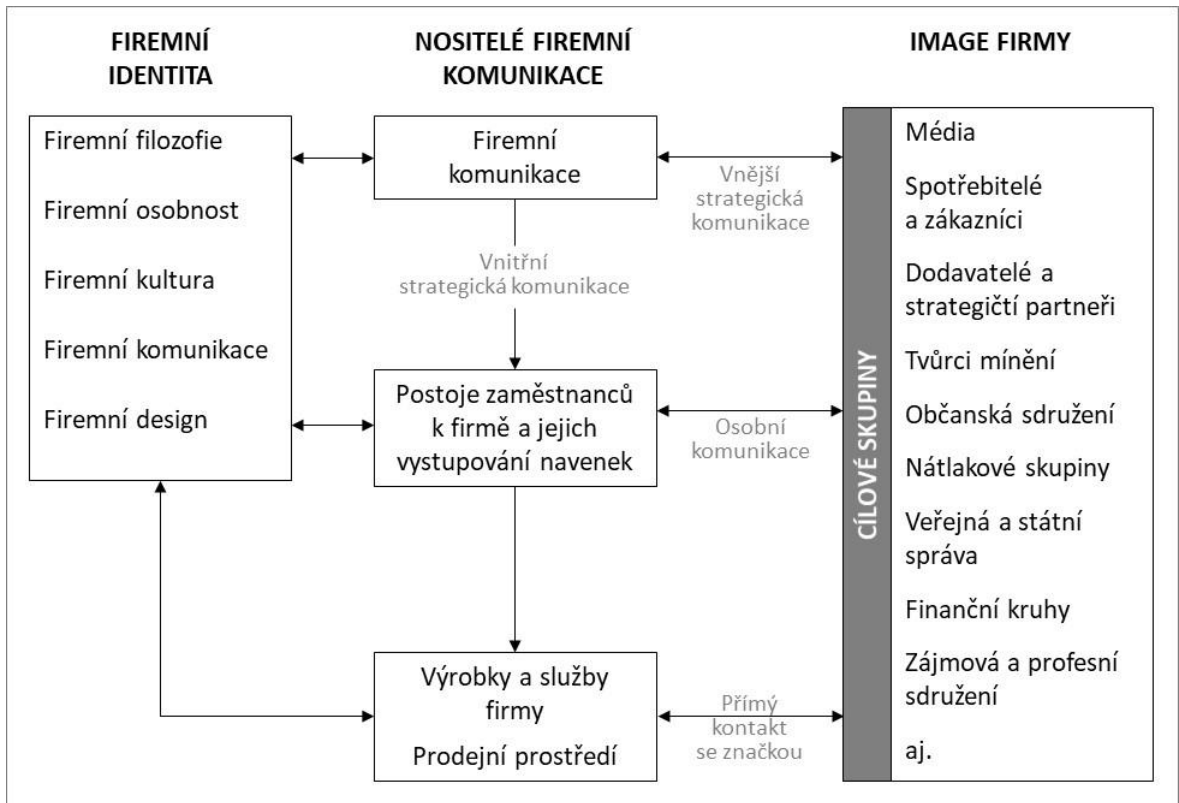 FIREMNÍ
IDENTITA
NOSITELÉ FIREMNÍ
KOMUNIKACE
IMAGE FIRMY
Firemní filozofie
Firemní osobnost
Firemní kultura
Firemní komunikace
Firemní design
Firemní
komunikace
Vnitřní
strategická komunikace
Postoje zaměstnanců
k firmě a jejich
vystupování navenek
Výrobky a služby
firmy
Prodejní prostředí
Vnější
strategická
komunikace
Osobní
komunikace
Přímý
kontakt
se značkou
CÍLOVÉ SKUPINY
Média
Spotřebitelé
a zákazníci
Dodavatelé a
strategičtí partneři
Tvůrci mínění
Občanská sdružení
Nátlakové skupiny
Veřejná a státní
správa
Finanční kruhy
Zájmová a profesní
sdružení
aj.